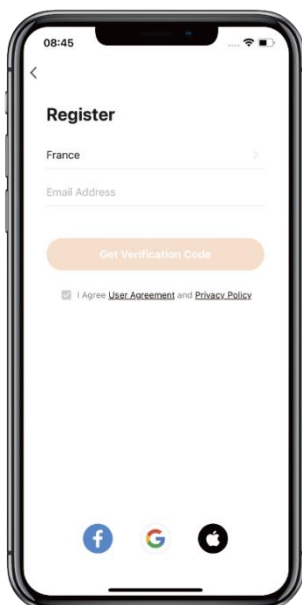 08:45
Register
France
Email Address
Get Verification Code
I Agree User Agreement and Privacy Policy